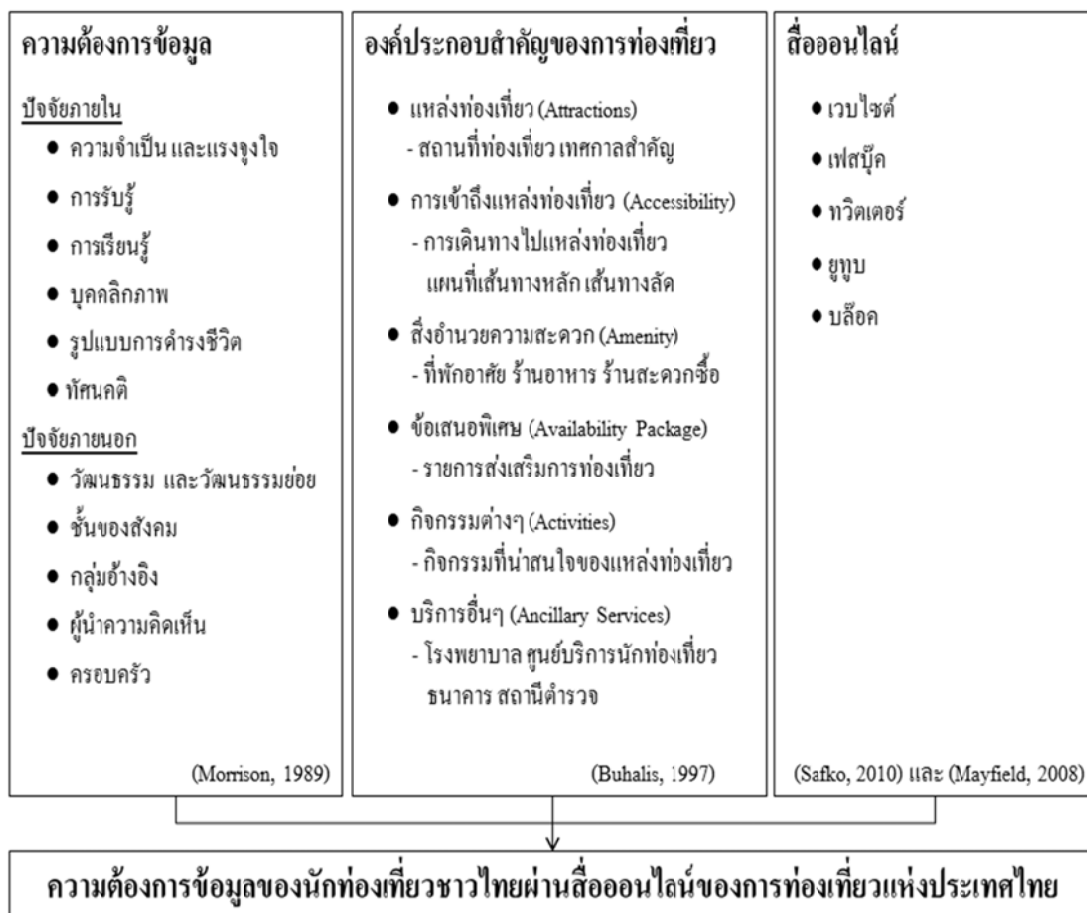 ความต้องการข้อมูล
ปัจจัยภายใน
● ความจำเป็น และแรงจูงใจ
● การรับรู้
● การเรียนรู้
● บุคคลิกภาพ
● รูปแบบการดำรงชีวิต
● ทัศนคติ
ปัจจัยภายนอก
● วัฒนธรรม และวัฒนธรรมย่อย
● ชั้นของสังคม
● กลุ่มอ้างอิง
● ผู้นำความคิดเห็น
● ครอบครัว
(Morrison, 1989)
องค์ประกอบสำคัญของการท่องเที่ยว
● แหล่งท่องเที่ยว (Attractions)
- สถานที่ท่องเที่ยว เทศกาลสำคัญ
● การเข้าถึงแหล่งท่องเที่ยว (Accessibility)
- การเดินทางไปแหล่งท่องเที่ยว
แผนที่เส้นทางหลัก เส้นทางลัด
● สิ่งอำนวยความสะดวก (Amenity)
- ที่พักอาศัย ร้านอาหาร ร้านสะดวกซื้อ
● ข้อเสนอพิเศษ (Availability Package)
- รายการส่งเสริมการท่องเที่ยว
● กิจกรรมต่างๆ (Activities)
- กิจกรรมที่น่าสนใจของแหล่งท่องเที่ยว
● บริการอื่นๆ (Ancillary Services)
- โรงพยาบาล ศูนย์บริการนักท่องเที่ยว
ธนาคาร สถานีตำรวจ
(Buhalis, 1997)
สื่อออนไลน์
● เวบไซต์
● เฟสบุ๊ค
● ทวิตเตอร์
● ยูทูบ
● บล๊อค
(Safko, 2010) และ (Mayfield, 2008)
ความต้องการข้อมูลของนักท่องเที่ยวชาวไทยผ่านสื่อออนไลน์ของการท่องเที่ยวแห่งประเทศไทย